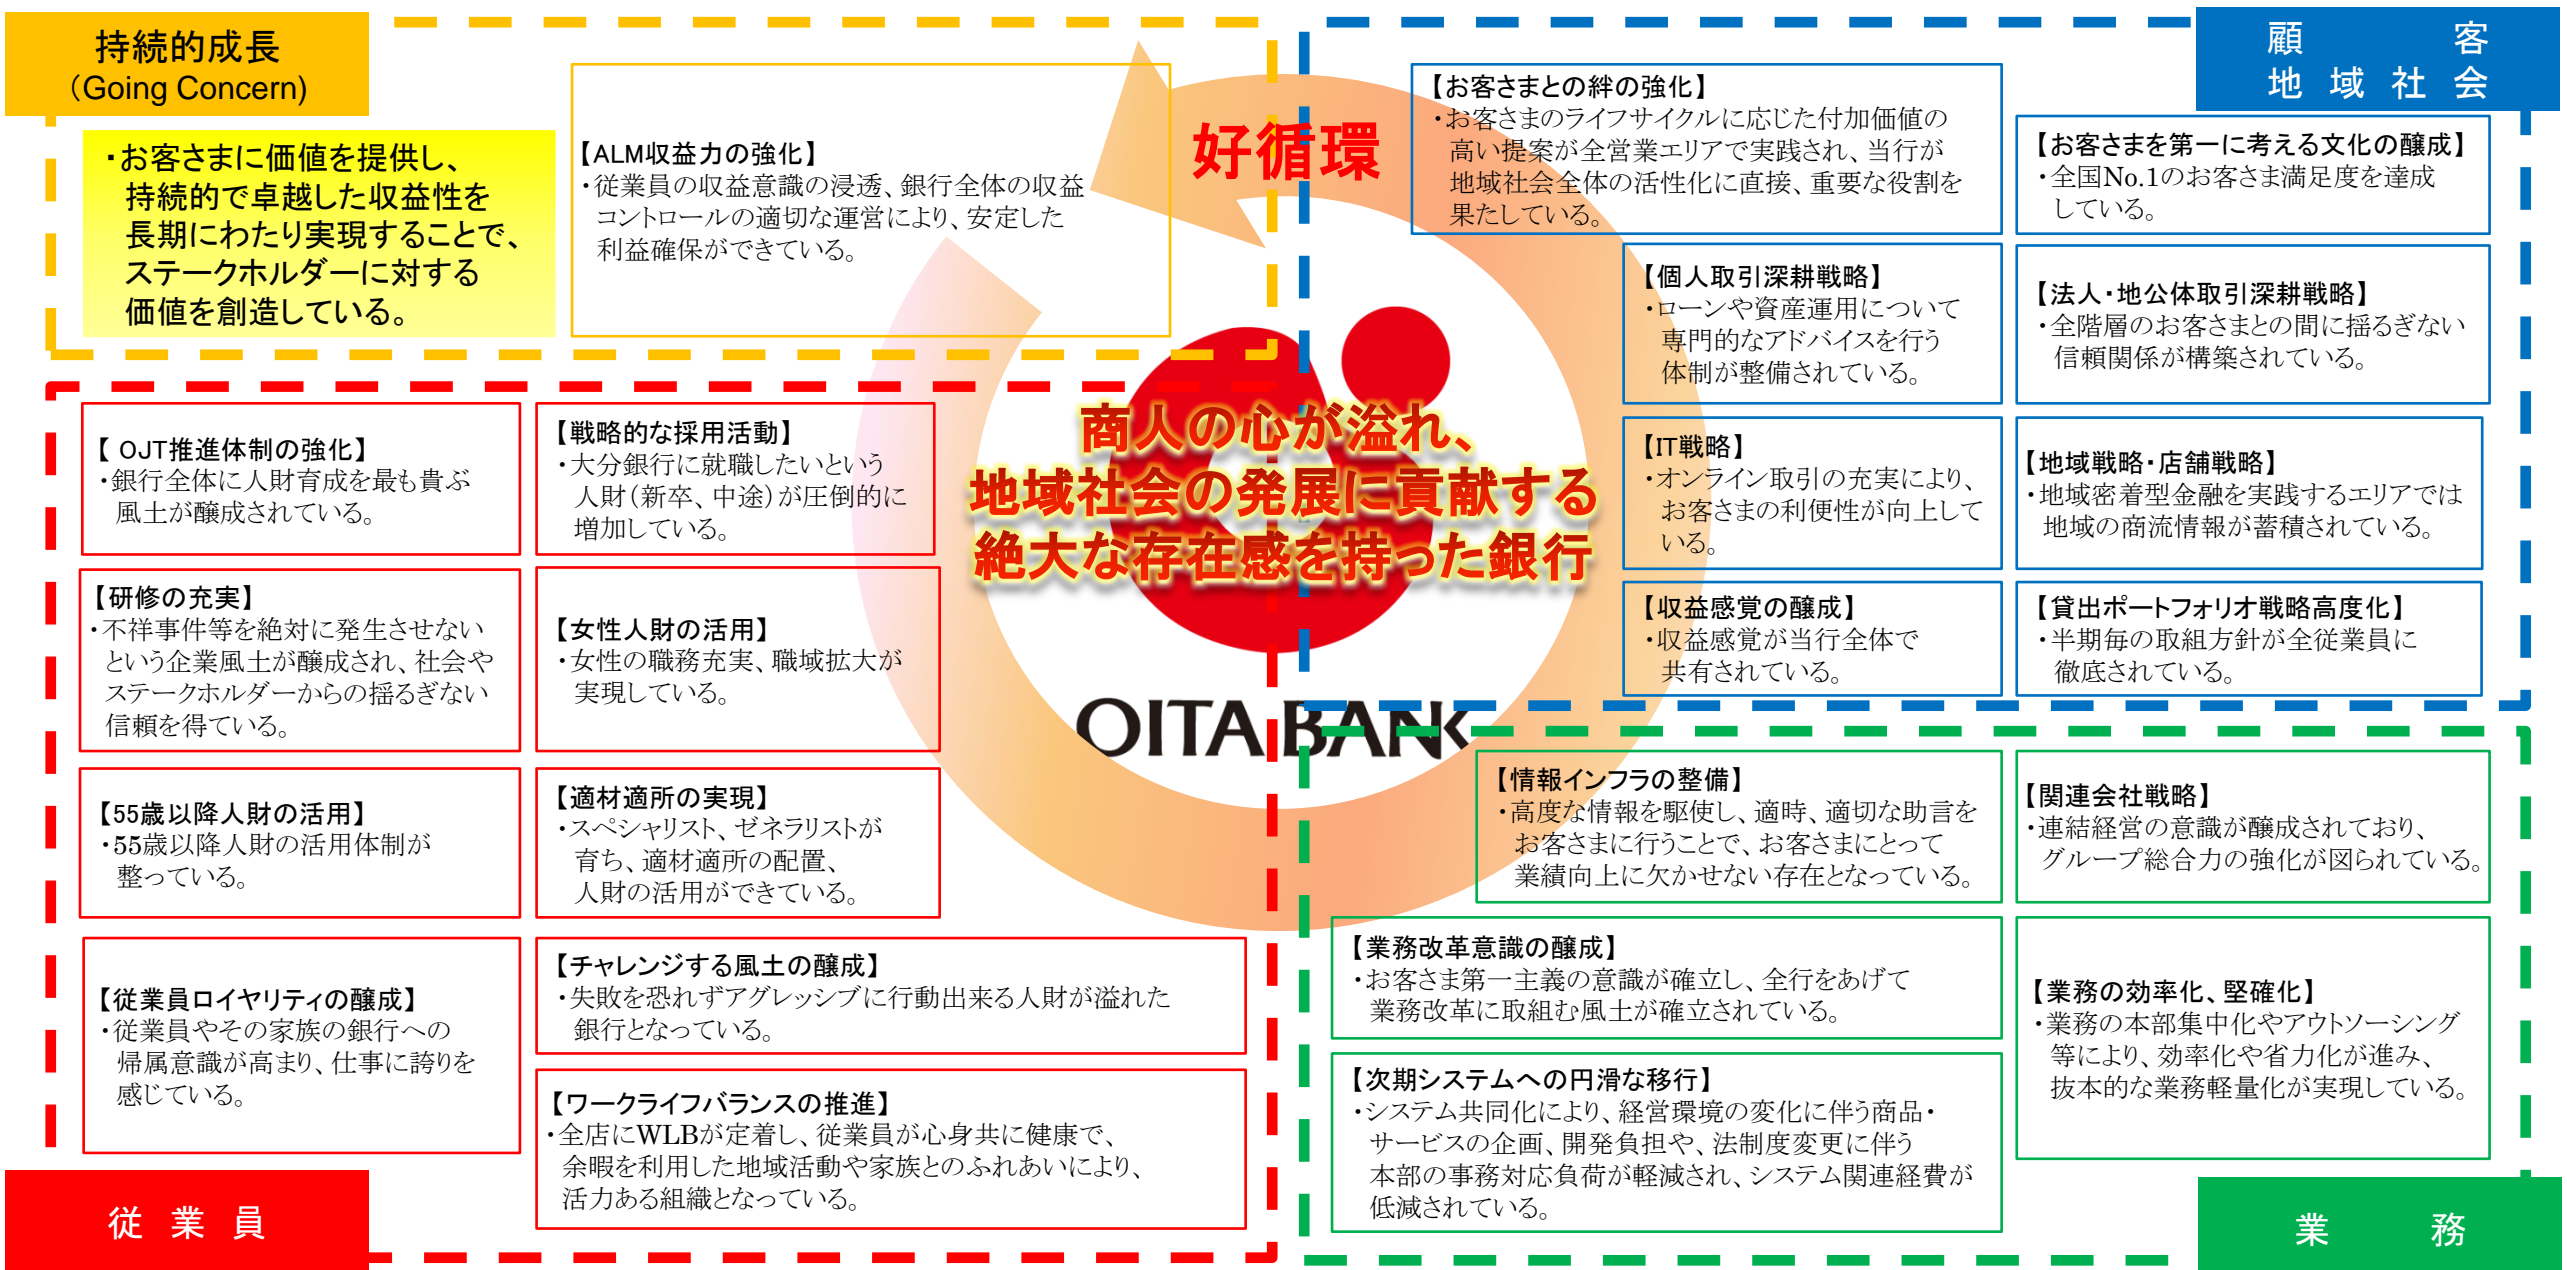 持続的成長
（Going Concern）
・お客さまに価値を提供し、
持続的で卓越した収益性を
長期にわたり実現することで、
ステークホルダーに対する
価値を創造している。
【ALM収益力の強化】
・従業員の収益意識の浸透、銀行全体の収益
コントロールの適切な運営により、安定した
利益確保ができている。
好循環
顧客
地域社会
【お客さまとの絆の強化】
・お客さまのライフサイクルに応じた付加価値の
高い提案が全営業エリアで実践され、当行が
地域社会全体の活性化に直接、重要な役割を
果たしている。
【お客さまを第一に考える文化の醸成】
・全国No.1のお客さま満足度を達成
している。
【個人取引深耕戦略】
・ローンや資産運用について
専門的なアドバイスを行う
体制が整備されている。
【法人・地公体取引深耕戦略】
・全階層のお客さまとの間に揺るぎない
信頼関係が構築されている。
【IT戦略】
・オンライン取引の充実により、
お客さまの利便性が向上して
いる。
【地域戦略・店舗戦略】
・地域密着型金融を実践するエリアでは
地域の商流情報が蓄積されている。
【収益感覚の醸成】
・収益感覚が当行全体で
共有されている。
【貸出ポートフォリオ戦略高度化】
・半期毎の取組方針が全従業員に
徹底されている。
商人の心が溢れ、
地域社会の発展に貢献する
絶大な存在感を持った銀行
OITA BANK
【 OJT推進体制の強化】
・銀行全体に人財育成を最も貴ぶ
風土が醸成されている。
【戦略的な採用活動】
・大分銀行に就職したいという
人財（新卒、中途）が圧倒的に
増加している。
【研修の充実】
・不祥事件等を絶対に発生させない
という企業風土が醸成され、社会や
ステークホルダーからの揺るぎない
信頼を得ている。
【女性人財の活用】
・女性の職務充実、職域拡大が
実現している。
【55歳以降人財の活用】
・55歳以降人財の活用体制が
整っている。
【適材適所の実現】
・スペシャリスト、ゼネラリストが
育ち、適材適所の配置、
人財の活用ができている。
【従業員ロイヤリティの醸成】
・従業員やその家族の銀行への
帰属意識が高まり、仕事に誇りを
感じている。
【チャレンジする風土の醸成】
・失敗を恐れずアグレッシブに行動出来る人財が溢れた
銀行となっている。
【ワークライフバランスの推進】
・全店にWLBが定着し、従業員が心身共に健康で、
余暇を利用した地域活動や家族とのふれあいにより、
活力ある組織となっている。
従業員
【情報インフラの整備】
・高度な情報を駆使し、適時、適切な助言を
お客さまに行うことで、お客さまにとって
業績向上に欠かせない存在となっている。
【関連会社戦略】
・連結経営の意識が醸成されており、
グループ総合力の強化が図られている。
【業務改革意識の醸成】
・お客さま第一主義の意識が確立し、全行をあげて
業務改革に取組む風土が確立されている。
【業務の効率化、堅確化】
・業務の本部集中化やアウトソーシング
等により、効率化や省力化が進み、
抜本的な業務軽量化が実現している。
【次期システムへの円滑な移行】
・システム共同化により、経営環境の変化に伴う商品・
サービスの企画、開発負担や、法制度変更に伴う
本部の事務対応負荷が軽減され、システム関連経費が
低減されている。
業務